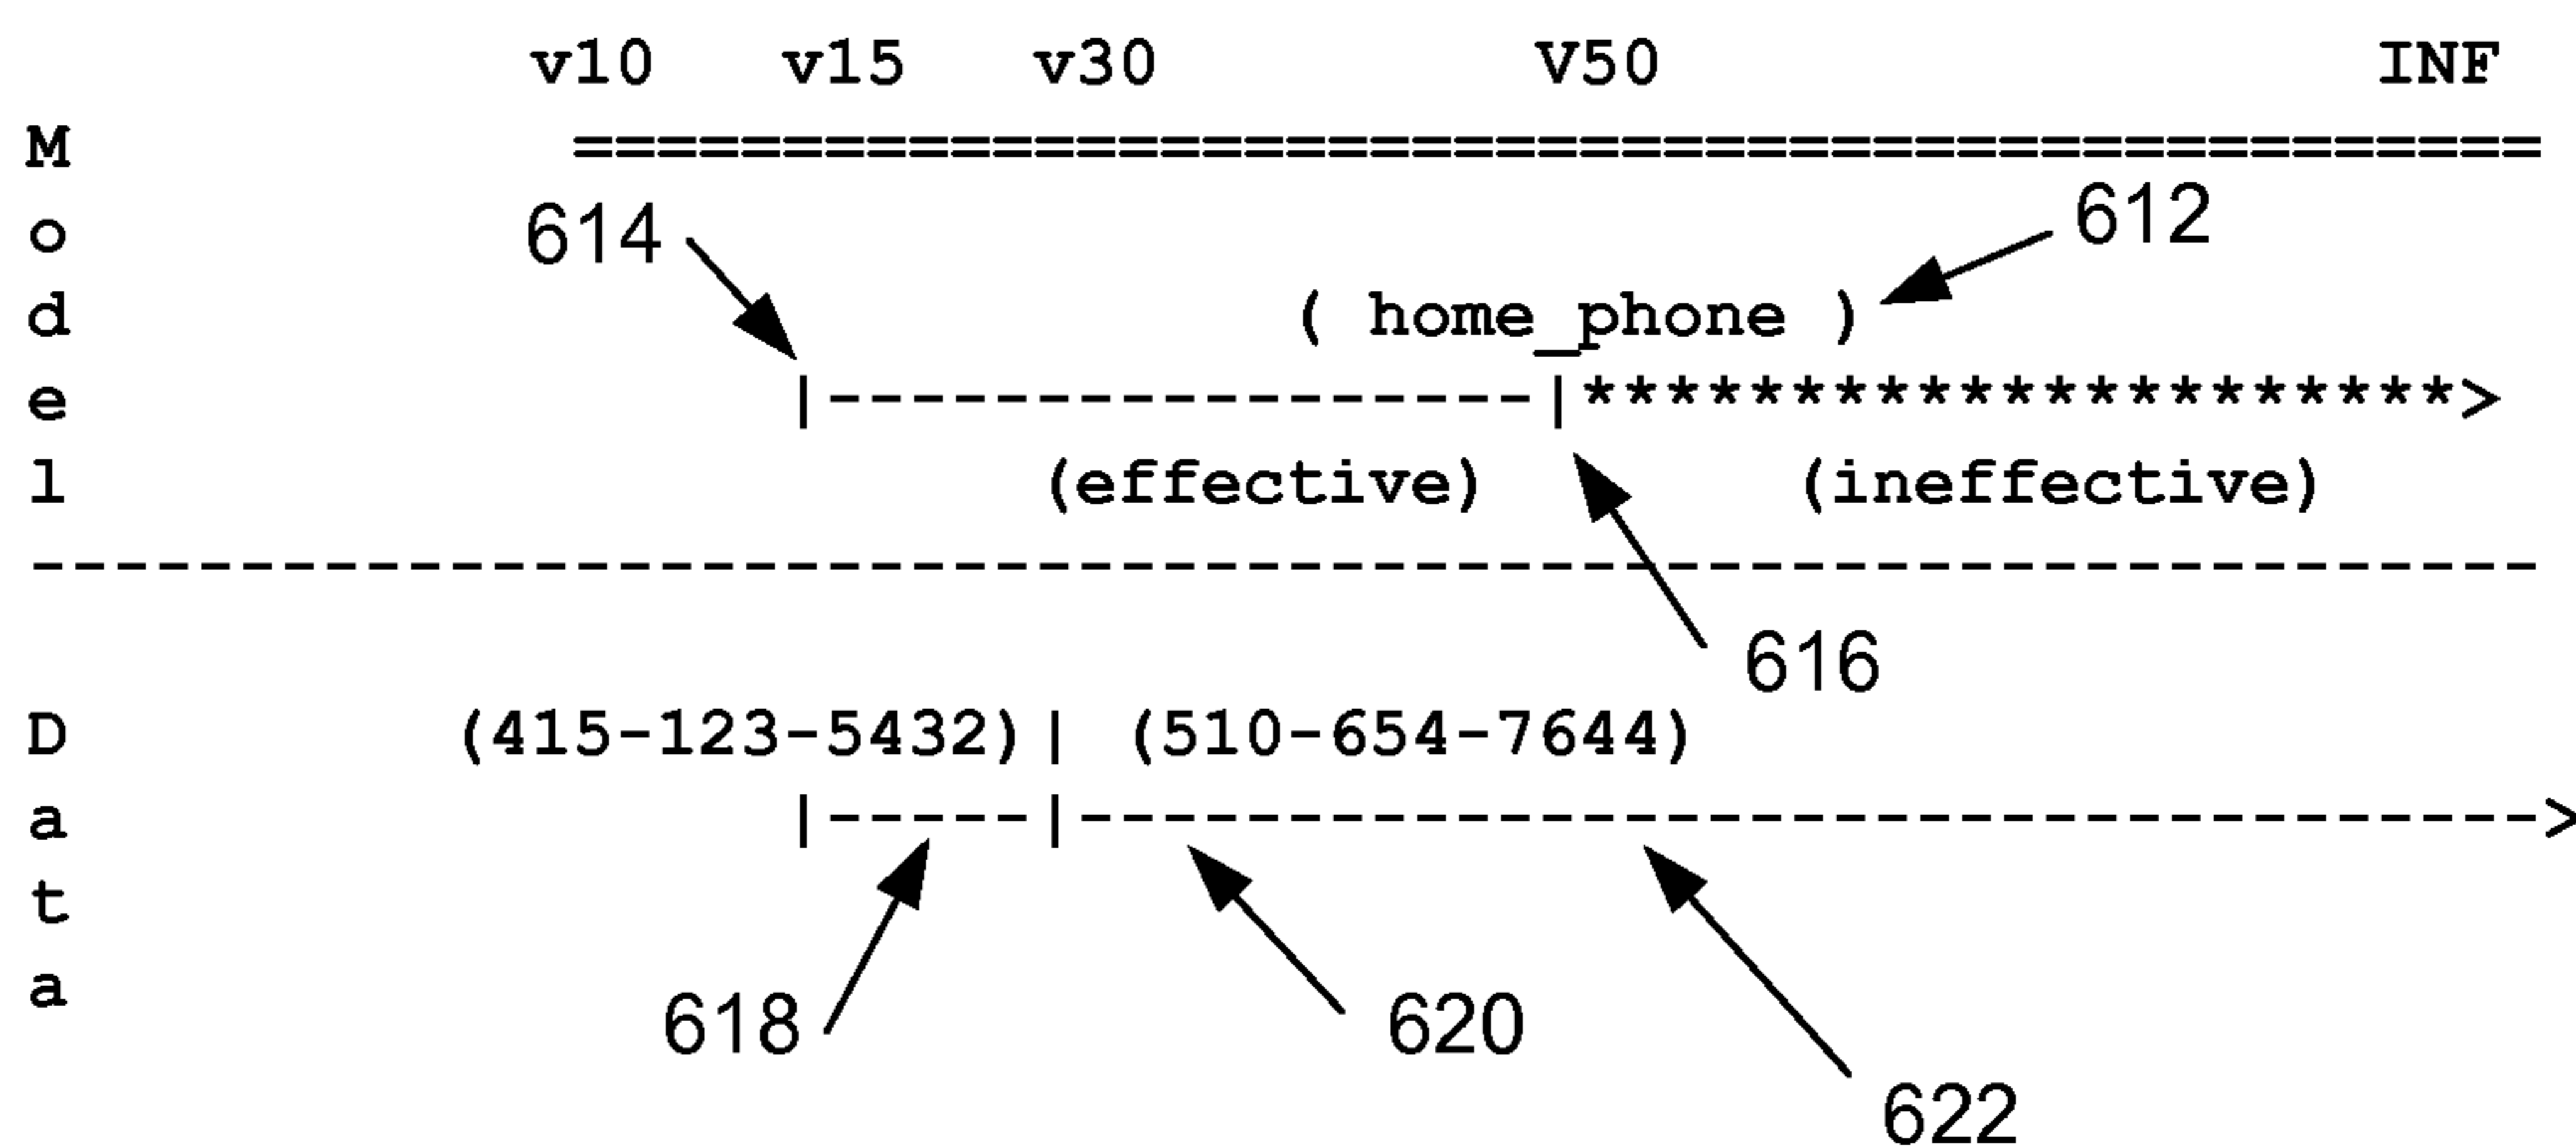 v10 v15 v30 V50 INF
M =============================================== 
o 614 612
d ( home_phone )
e |-----------------|*********************>
l (effective) (ineffective)
------------------------------------------------------------
616
D (415-123-5432)| (510-654-7644)
a |-----|----------------------------------->
t
a 618 620
622